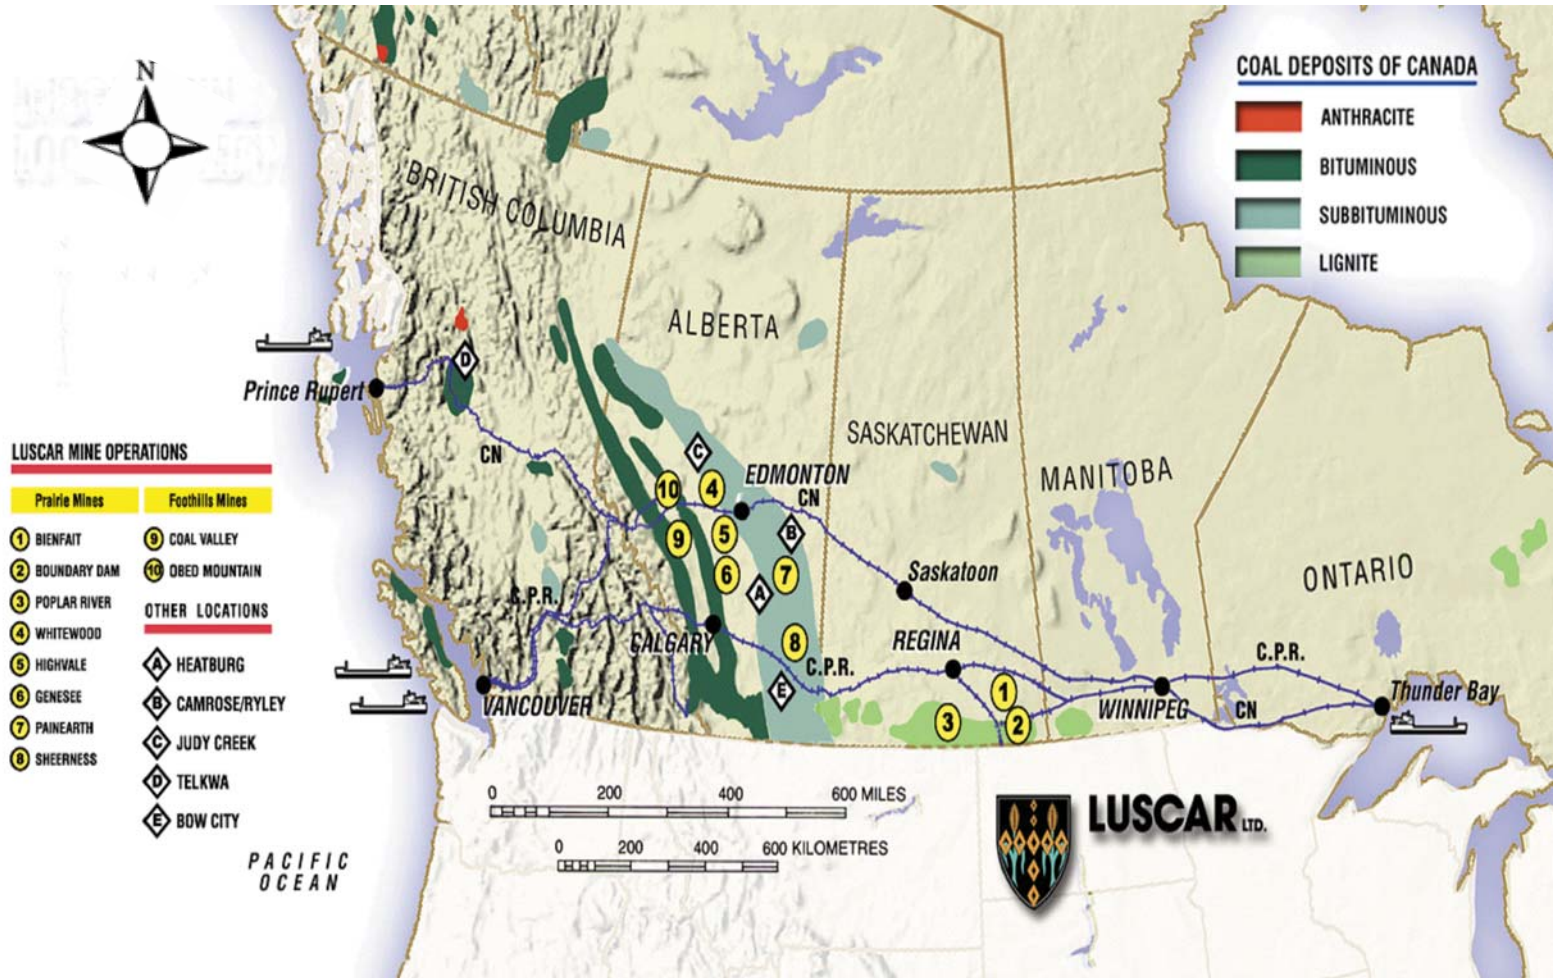 N
COAL DEPOSITS OF CANADA
ANTHRACITE
BITUMINOUS
SUBBITUMINOUS
LIGNITE
BRITISH COLUMBIA
ALBERTA
SASKATCHEWAN
MANITOBA
ONTARIO
Prince Rupert
D
CN
C
10
4
EDMONTON
CN
9
5
B
6
7
A
Saskatoon
C.P.R.
CALGARY
8
C.P.R.
REGINA
C.P.R.
E
VANCOUVER
1
3
2
WINNIPEG
CN
Thunder Bay
LUSCAR MINE OPERATIONS
Prairie Mines
1 BIENFAIT
2 BOUNDARY DAM
3 POPLAR RIVER
4 WHITEWOOD
5 HIGHVALE
6 GENESEE
7 PAINEARTH
8 SHEERNESS
Foothills Mines
9 COAL VALLEY
10 OBED MOUNTAIN
OTHER LOCATIONS
A HEATBURG
B CAMROSE/RYLEY
C JUDY CREEK
D TELKWA
E BOW CITY
PACIFIC
OCEAN
0 200 400 600 MILES
0 200 400 600 KILOMETRES
LUSCAR LTD.